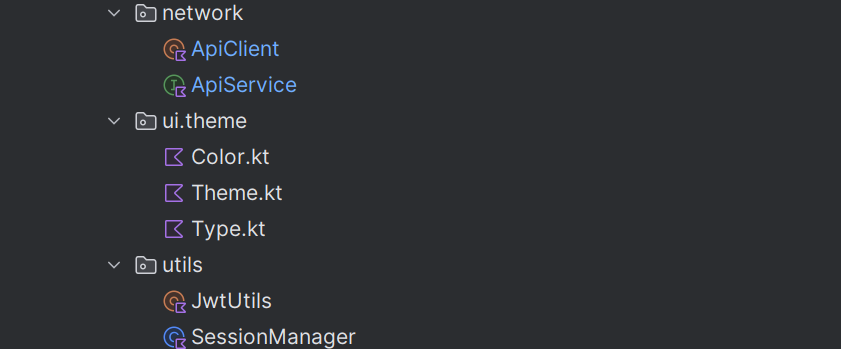 network
ApiClient
ApiService
ui.theme
Color.kt
Theme.kt
Type.kt
utils
JwtUtils
SessionManager